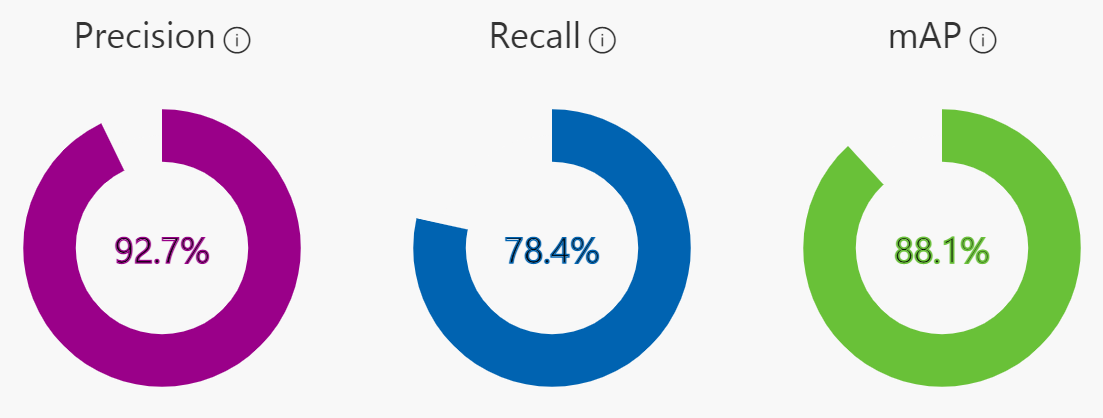 Precision ⓘ Recall ⓘ mAP ⓘ
92.7% 78.4% 88.1%